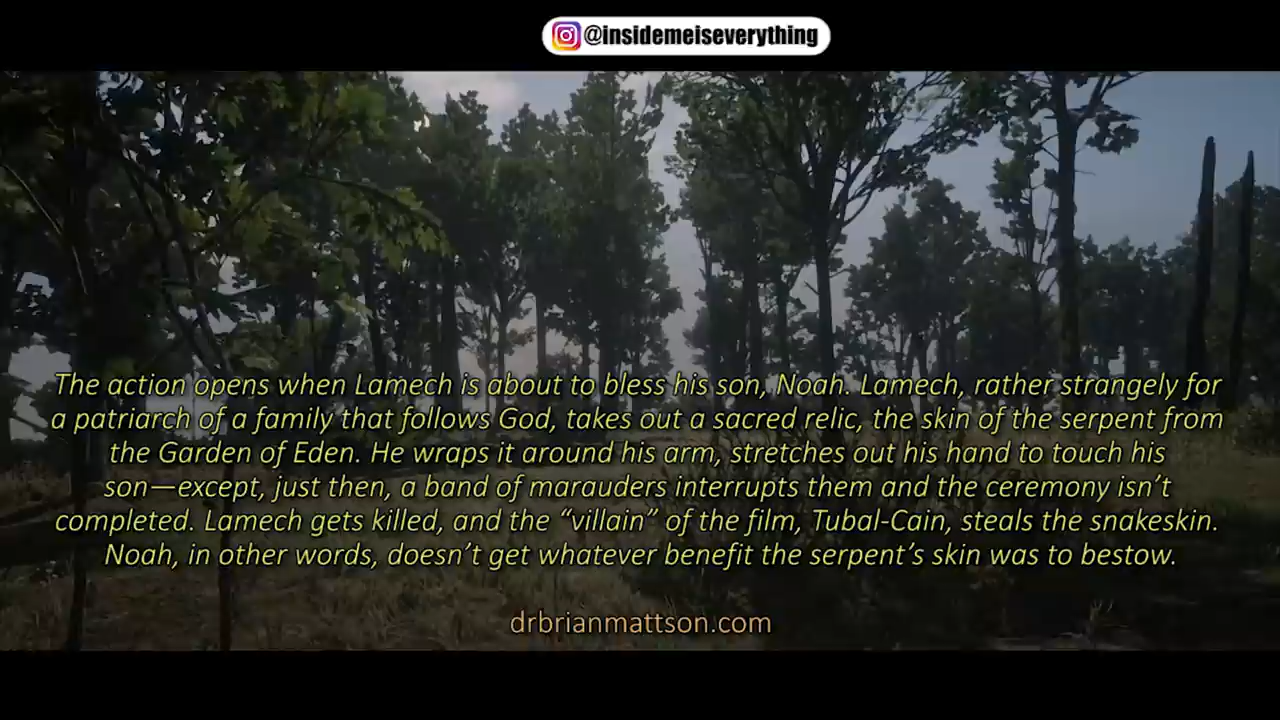 @insidemeiseverything
The action opens when Lamech is about to bless his son, Noah. Lamech, rather strangely for
a patriarch of a family that follows God, takes out a sacred relic, the skin of the serpent from
the Garden of Eden. He wraps it around his arm, stretches out his hand to touch his
son—except, just then, a band of marauders interrupts them and the ceremony isn’t
completed. Lamech gets killed, and the “villain” of the film, Tubal-Cain, steals the snakeskin.
Noah, in other words, doesn’t get whatever benefit the serpent’s skin was to bestow.
drbrianmattson.com